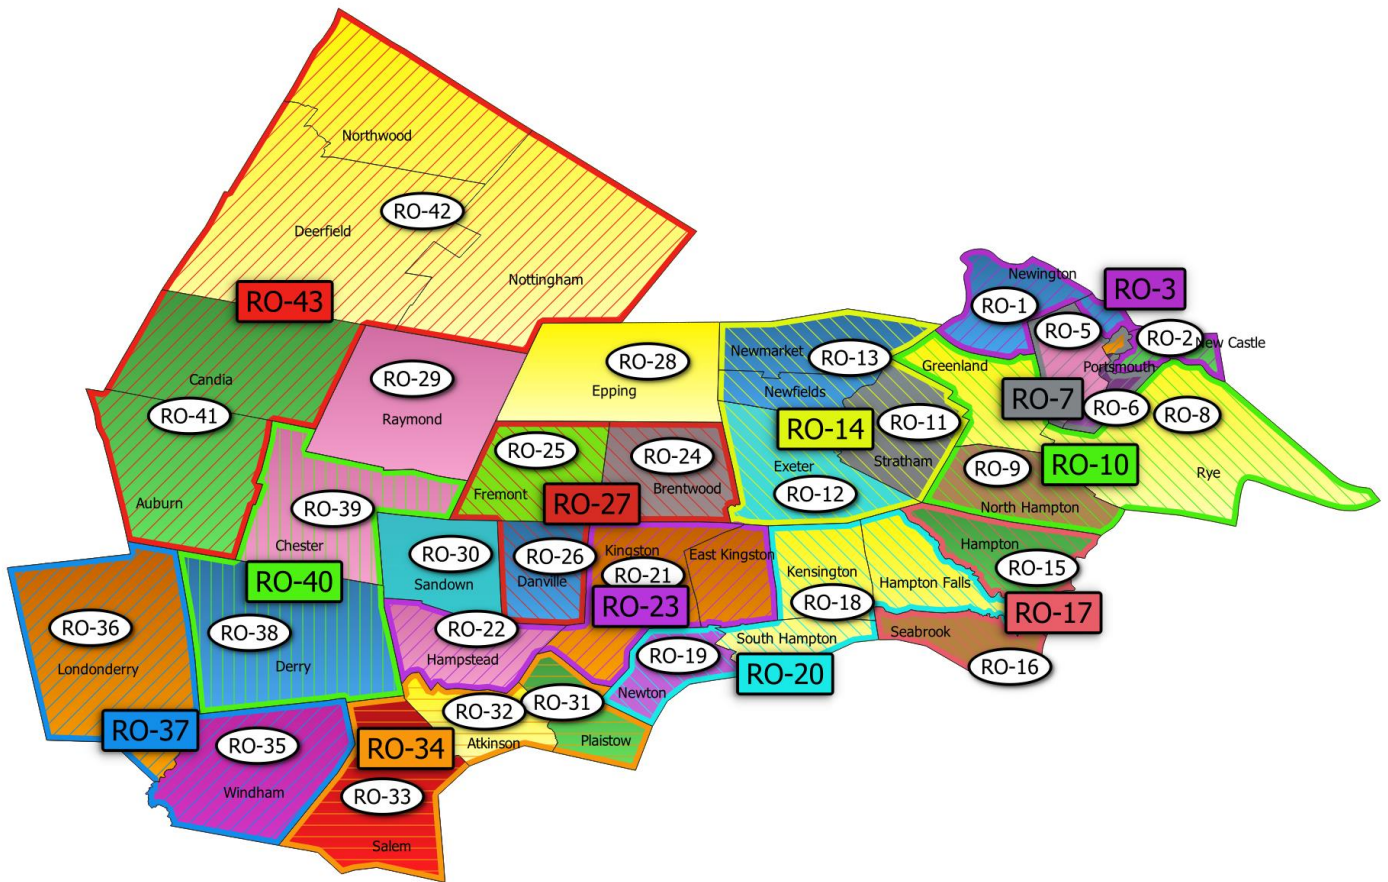 Northwood
RO-42
Deerfield
Nottingham
Newington
RO-43
RO-3
RO-1
RO-5
RO-2
New Castle
Newmarket
RO-13
RO-28
Greenland
Portsmouth
Candia
RO-29
Epping
Newfields
RO-7
RO-6
RO-8
RO-41
Raymond
RO-14
RO-11
RO-25
RO-24
Exeter
Stratham
RO-9
RO-10
Rye
Auburn
Fremont
RO-27
Brentwood
RO-12
North Hampton
RO-39
Chester
RO-30
RO-26
Kingston
East Kingston
Hampton
RO-40
Sandown
Danville
RO-21
Kensington
Hampton Falls
RO-15
RO-23
RO-18
RO-17
RO-36
RO-38
RO-22
South Hampton
Seabrook
Londonderry
Derry
Hampstead
RO-19
RO-20
RO-16
Newton
RO-37
RO-35
RO-34
RO-32
RO-31
Atkinson
Plaistow
Windham
RO-33
Salem